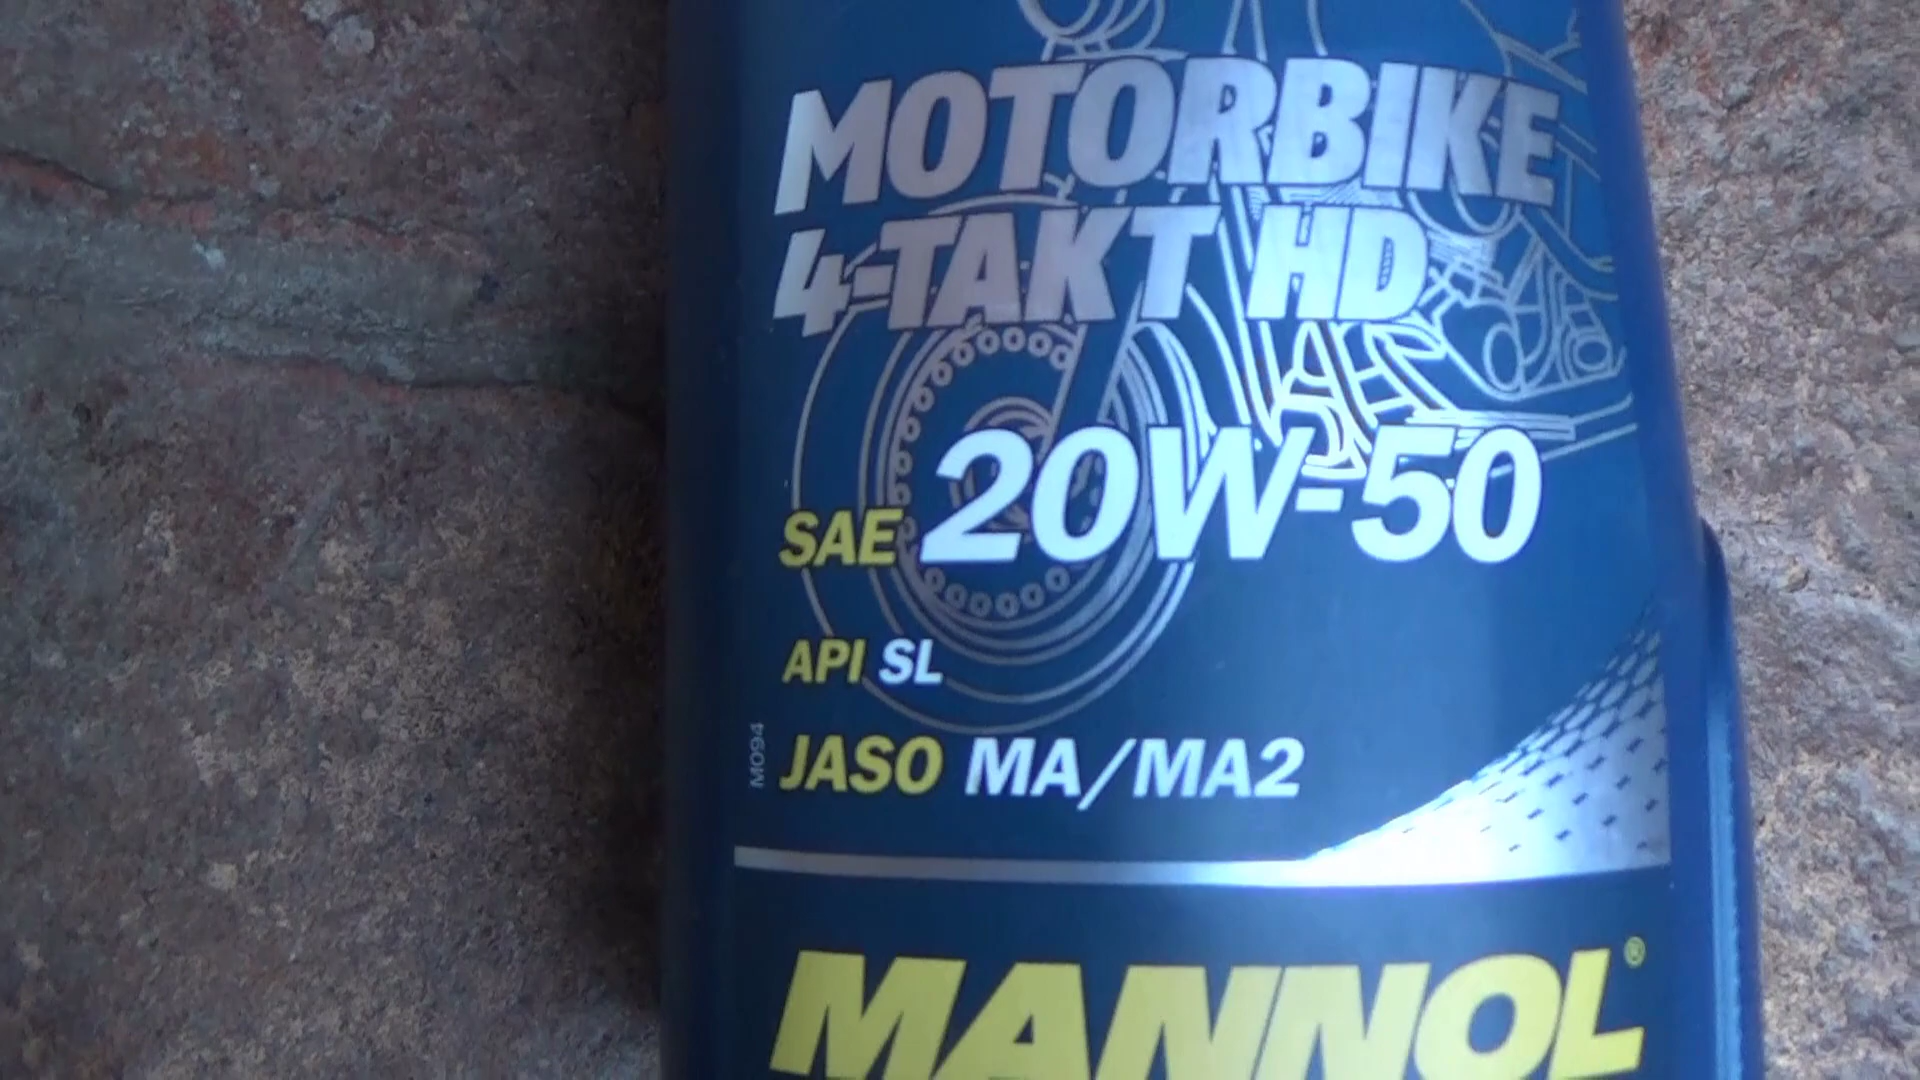 MOTORBIKE
4-TAKT HD
SAE 20W-50
API SL
JASO MA/MA2
M094
MANNOL®